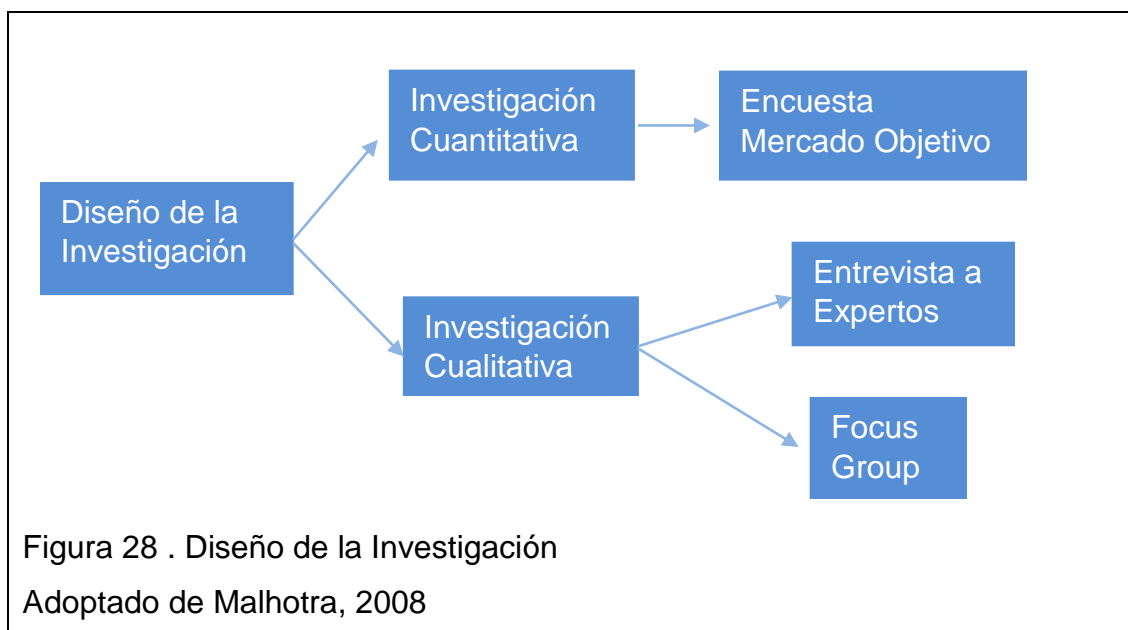 Diseño de la
Investigación
Investigación
Cuantitativa
Encuesta
Mercado Objetivo
Investigación
Cualitativa
Entrevista a
Expertos
Focus
Group
Figura 28 . Diseño de la Investigación
Adoptado de Malhotra, 2008